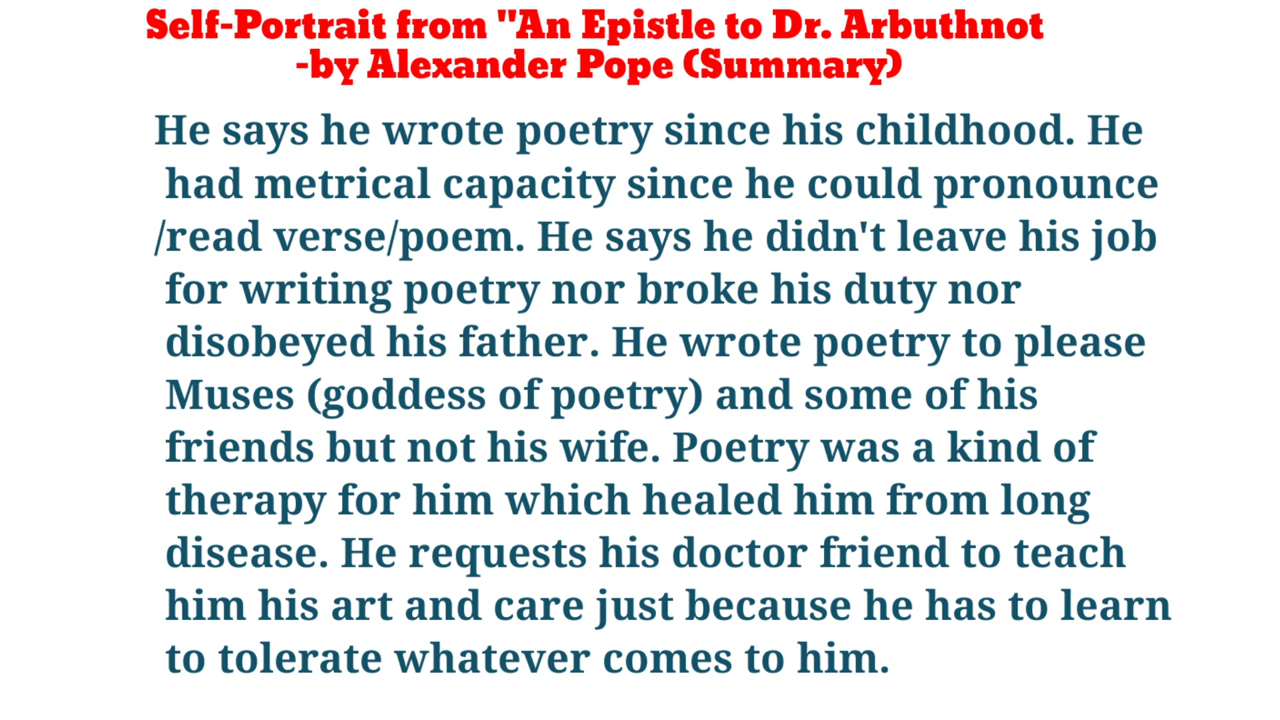 Self-Portrait from "An Epistle to Dr. Arbuthnot
-by Alexander Pope (Summary)
He says he wrote poetry since his childhood. He
had metrical capacity since he could pronounce
/read verse/poem. He says he didn't leave his job
for writing poetry nor broke his duty nor
disobeyed his father. He wrote poetry to please
Muses (goddess of poetry) and some of his
friends but not his wife. Poetry was a kind of
therapy for him which healed him from long
disease. He requests his doctor friend to teach
him his art and care just because he has to learn
to tolerate whatever comes to him.